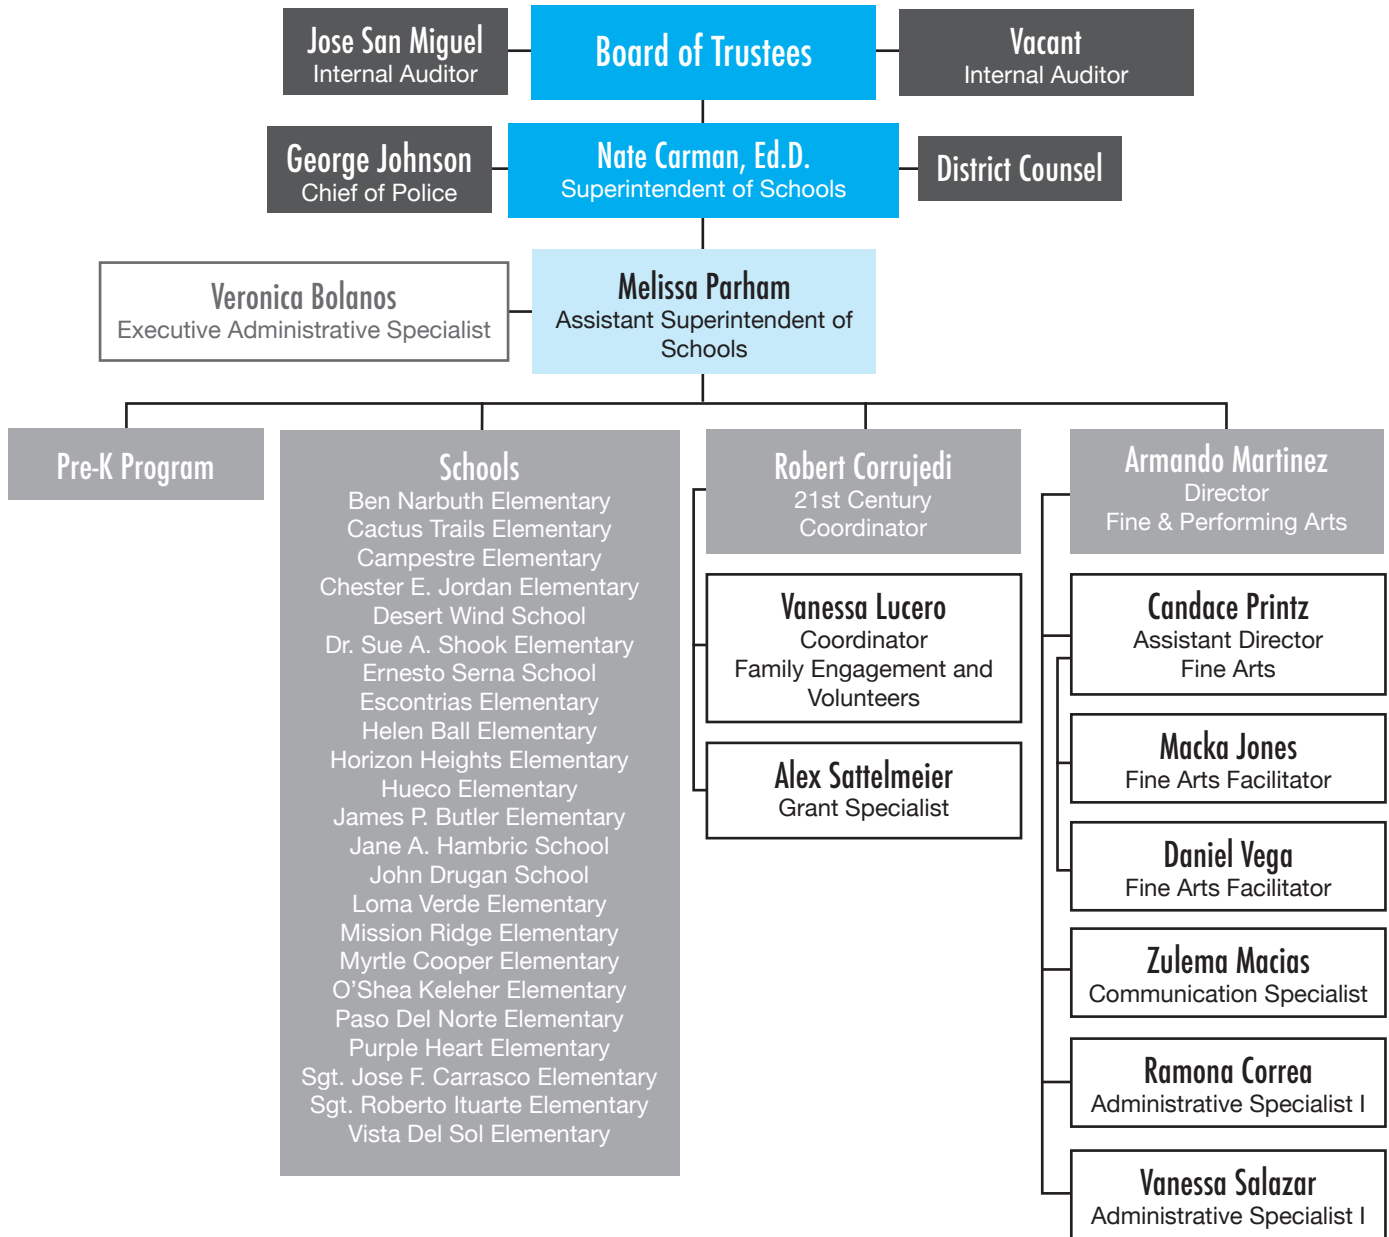 Jose San Miguel
Internal Auditor
Board of Trustees
Vacant
Internal Auditor
George Johnson
Chief of Police
Nate Carman, Ed.D.
Superintendent of Schools
District Counsel
Veronica Bolanos
Executive Administrative Specialist
Melissa Parham
Assistant Superintendent of
Schools
Pre-K Program
Schools
Ben Narbuth Elementary
Cactus Trails Elementary
Campestre Elementary
Chester E. Jordan Elementary
Desert Wind School
Dr. Sue A. Shook Elementary
Ernesto Serna School
Escontrias Elementary
Helen Ball Elementary
Horizon Heights Elementary
Hueco Elementary
James P. Butler Elementary
Jane A. Hambric School
John Drugan School
Loma Verde Elementary
Mission Ridge Elementary
Myrtle Cooper Elementary
O’Shea Keleher Elementary
Paso Del Norte Elementary
Purple Heart Elementary
Sgt. Jose F. Carrasco Elementary
Sgt. Roberto Ituarte Elementary
Vista Del Sol Elementary
Robert Corrujedi
21st Century
Coordinator
Vanessa Lucero
Coordinator
Family Engagement and
Volunteers
Alex Sattelmeier
Grant Specialist
Armando Martinez
Director
Fine & Performing Arts
Candace Printz
Assistant Director
Fine Arts
Macka Jones
Fine Arts Facilitator
Daniel Vega
Fine Arts Facilitator
Zulema Macias
Communication Specialist
Ramona Correa
Administrative Specialist I
Vanessa Salazar
Administrative Specialist I